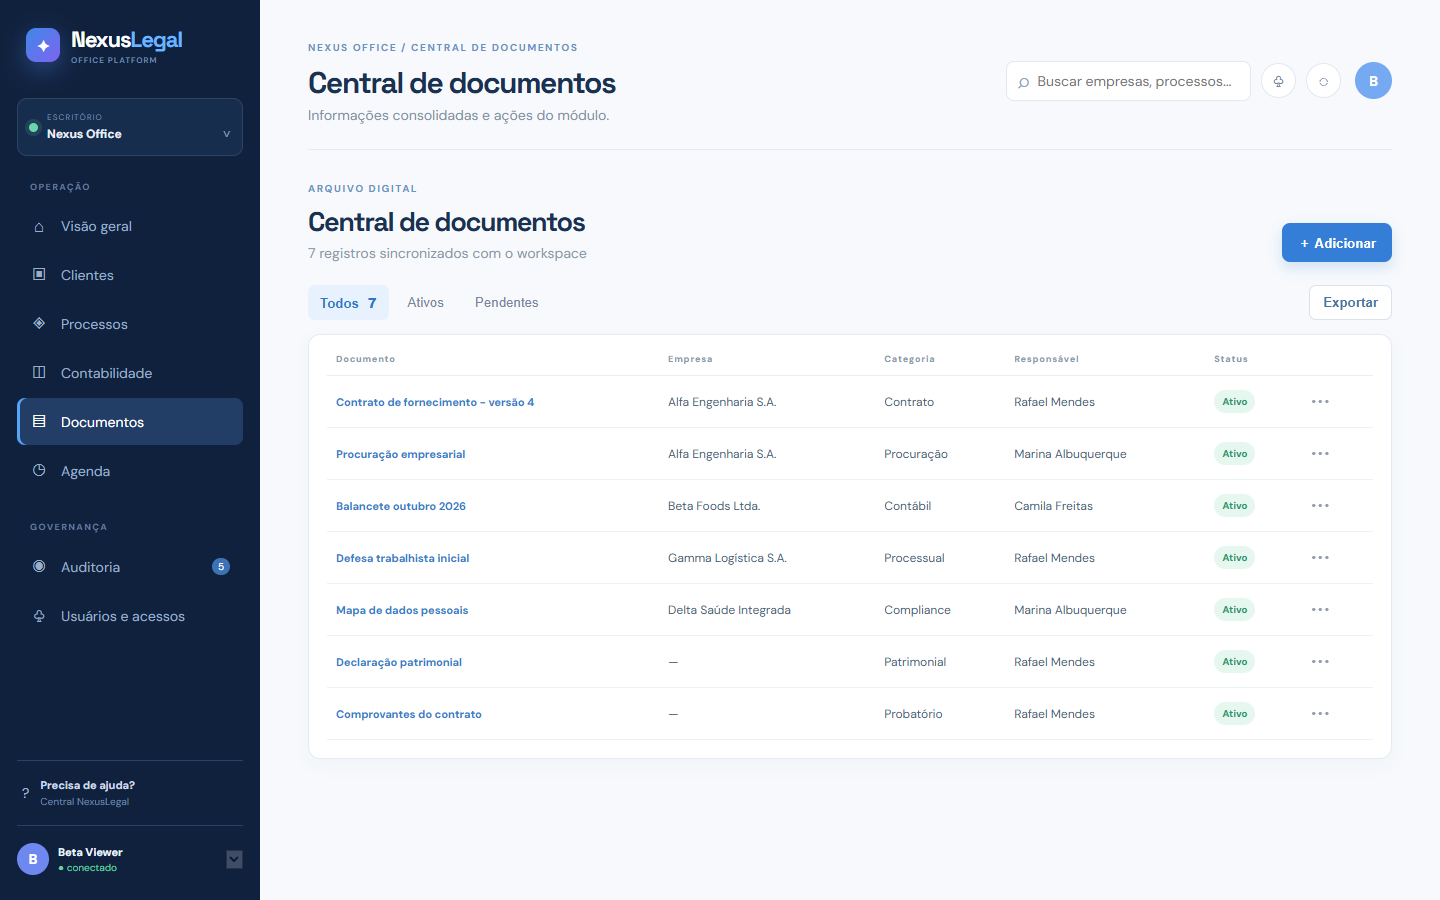 NexusLegal
OFFICE PLATFORM
ESCRITÓRIO
Nexus Office
OPERAÇÃO
Visão geral
Clientes
Processos
Contabilidade
Documentos
Agenda
GOVERNANÇA
Auditoria 5
Usuários e acessos
? Precisa de ajuda?
Central NexusLegal
B Beta Viewer
conectado
NEXUS OFFICE / CENTRAL DE DOCUMENTOS
Central de documentos
Informações consolidadas e ações do módulo.
Buscar empresas, processos...
B
ARQUIVO DIGITAL
Central de documentos
7 registros sincronizados com o workspace
+ Adicionar
Todos 7 Ativos Pendentes
Exportar
Documento Empresa Categoria Responsável Status
Contrato de fornecimento - versão 4 Alfa Engenharia S.A. Contrato Rafael Mendes Ativo •••
Procuração empresarial Alfa Engenharia S.A. Procuração Marina Albuquerque Ativo •••
Balancete outubro 2026 Beta Foods Ltda. Contábil Camila Freitas Ativo •••
Defesa trabalhista inicial Gamma Logística S.A. Processual Rafael Mendes Ativo •••
Mapa de dados pessoais Delta Saúde Integrada Compliance Marina Albuquerque Ativo •••
Declaração patrimonial — Patrimonial Rafael Mendes Ativo •••
Comprovantes do contrato — Probatório Rafael Mendes Ativo •••